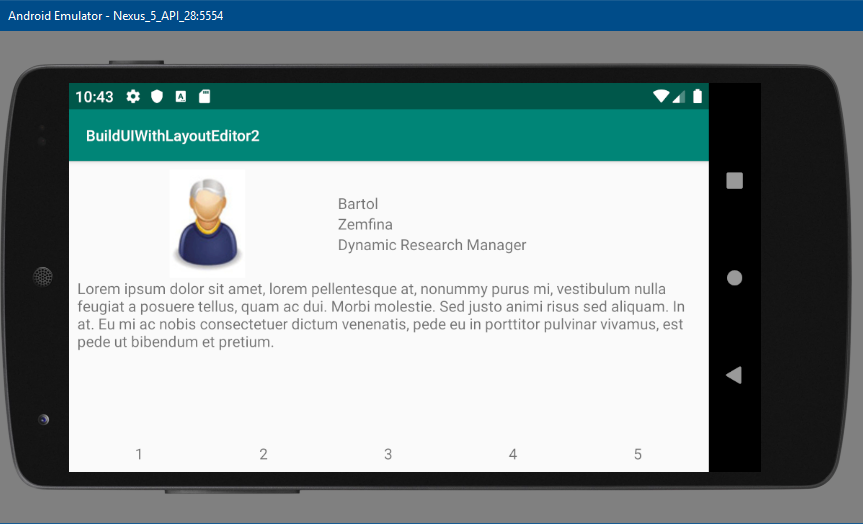 Android Emulator - Nexus_5_API_28:5554
10:43
A
BuildUIWithLayoutEditor2
Bartol
Zemfina
Dynamic Research Manager
Lorem ipsum dolor sit amet, lorem pellentesque at, nonummy purus mi, vestibulum nulla
feugiat a posuere tellus, quam ac dui. Morbi molestie. Sed justo animi risus sed aliquam. In
at. Eu mi ac nobis consectetuer dictum venenatis, pede eu in porttitor pulvinar vivamus, est
pede ut bibendum et pretium.
1 2 3 4 5